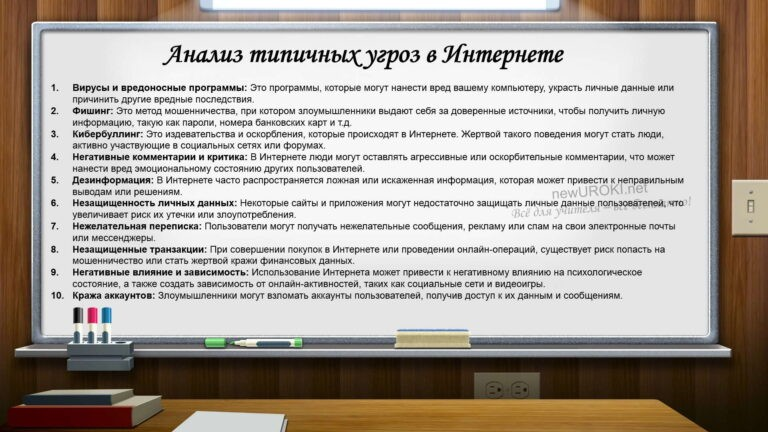 Анализ типичных угроз в Интернете
1. Вирусы и вредоносные программы: Это программы, которые могут нанести вред вашему компьютеру, украсть личные данные или
причинить другие вредные последствия.
2. Фишинг: Это метод мошенничества, при котором злоумышленники выдают себя за доверенные источники, чтобы получить личную
информацию, такую как пароли, номера банковских карт и т.д.
3. Кибербуллинг: Это издевательства и оскорбления, которые происходят в Интернете. Жертвой такого поведения могут стать люди,
активно участвующие в социальных сетях или форумах.
4. Негативные комментарии и критика: В Интернете люди могут оставлять агрессивные или оскорбительные комментарии, что может
нанести вред эмоциональному состоянию других пользователей.
5. Дезинформация: В Интернете часто распространяется ложная или искаженная информация, которая может привести к неправильным
выводам или решениям.
newUROKI.net
6. Незащищенность личных данных: Некоторые сайты и приложения могут недостаточно защищать личные данные пользователей, что
увеличивает риск их утечки или злоупотребления.
Всё для учителя – всё бесплатно!
7. Нежелательная переписка: Пользователи могут получать нежелательные сообщения, рекламу или спам на свои электронные почты
или мессенджеры.
8. Незащищенные транзакции: При совершении покупок в Интернете или проведении онлайн-операций, существует риск попасть на
мошенничество или стать жертвой кражи финансовых данных.
9. Негативные влияние и зависимость: Использование Интернета может привести к негативному влиянию на психологическое
состояние, а также создать зависимость от онлайн-активностей, таких как социальные сети и видеоигры.
10. Кража аккаунтов: Злоумышленники могут взломать аккаунты пользователей, получив доступ к их данным и сообщениям.